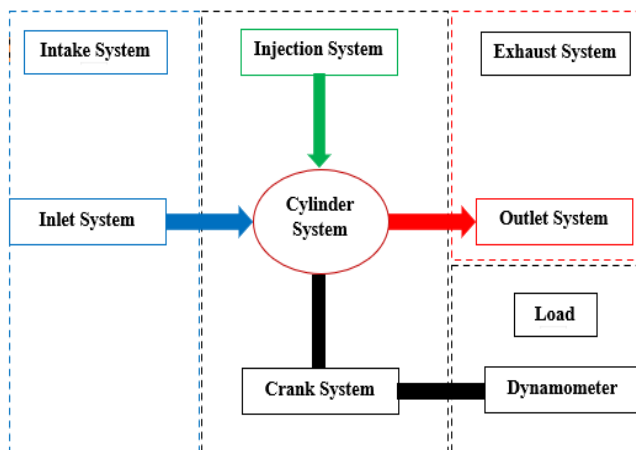 Intake System
Injection System
Exhaust System
Inlet System
Cylinder
System
Outlet System
Load
Crank System
Dynamometer